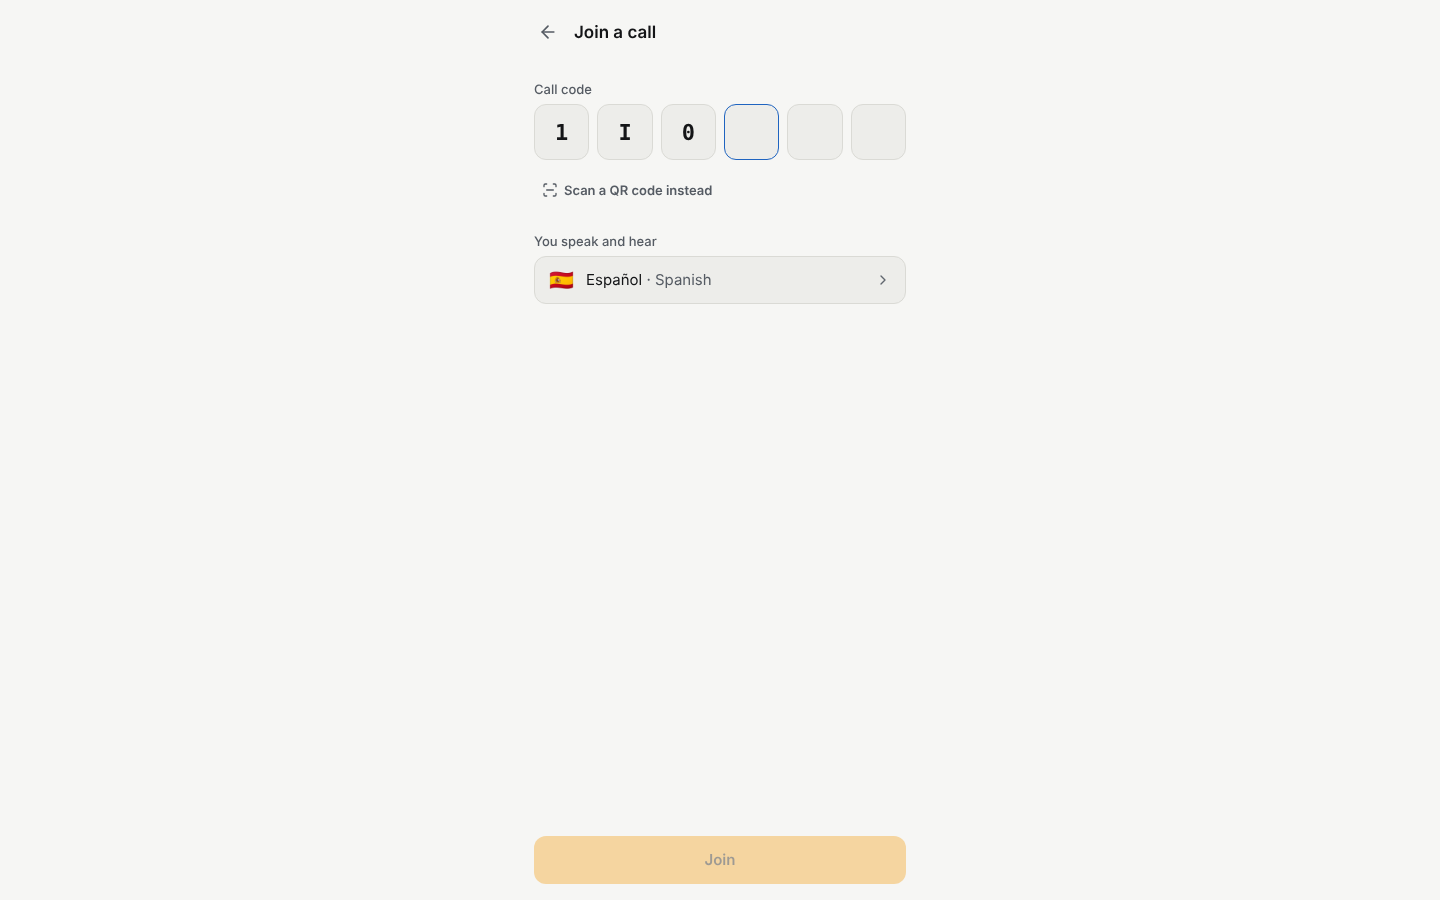 Join a call
Call code
1 I 0
Scan a QR code instead
You speak and hear
Español · Spanish
Join